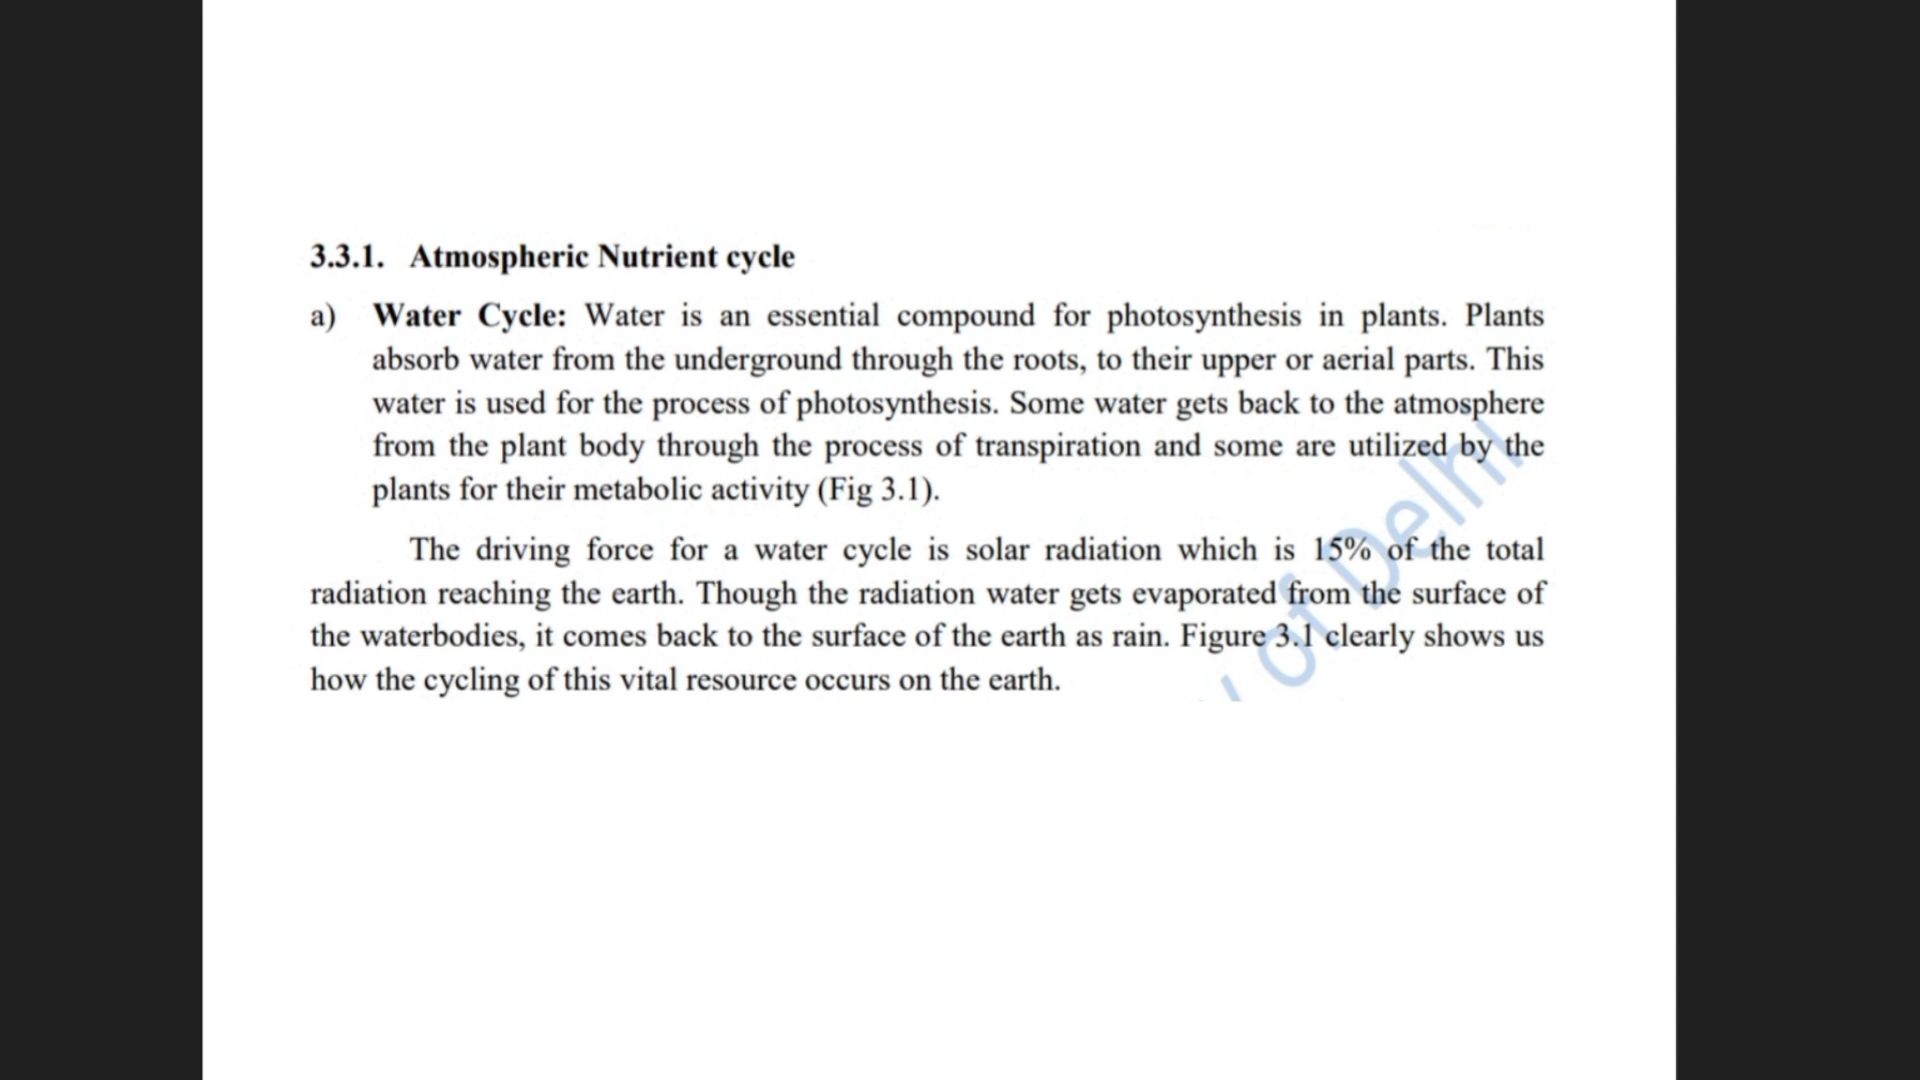 3.3.1. Atmospheric Nutrient cycle
a) Water Cycle: Water is an essential compound for photosynthesis in plants. Plants
absorb water from the underground through the roots, to their upper or aerial parts. This
water is used for the process of photosynthesis. Some water gets back to the atmosphere
from the plant body through the process of transpiration and some are utilized by the
plants for their metabolic activity (Fig 3.1).
The driving force for a water cycle is solar radiation which is 15% of the total
radiation reaching the earth. Though the radiation water gets evaporated from the surface of
the waterbodies, it comes back to the surface of the earth as rain. Figure 3.1 clearly shows us
how the cycling of this vital resource occurs on the earth.
of Delhi